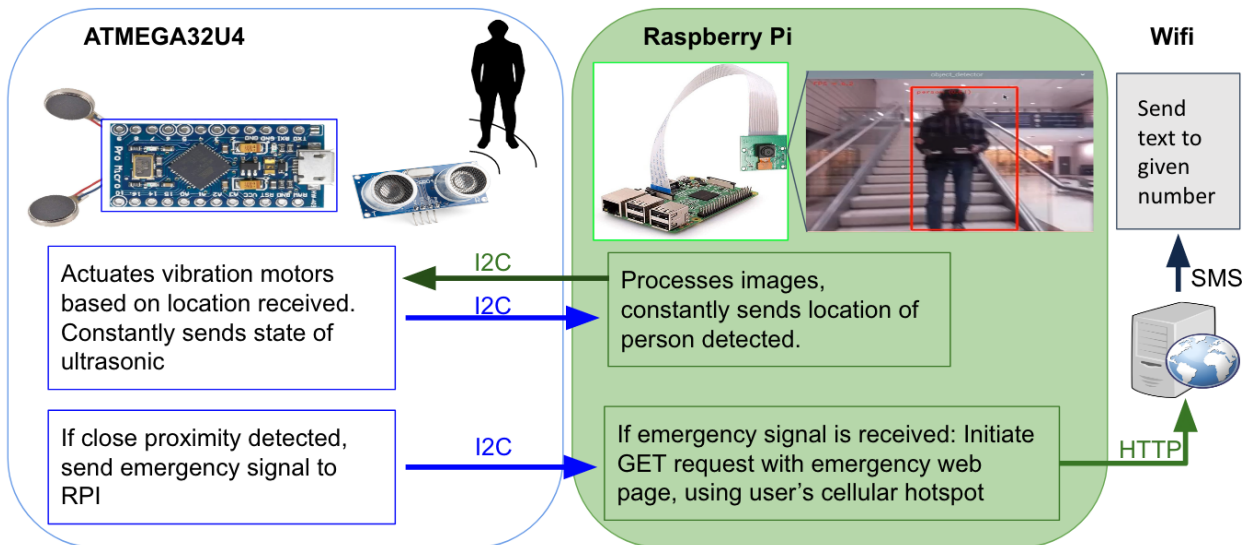 ATMEGA32U4
Raspberry Pi
Wifi
Pro Micro
object_detector
Send
text to
given
number
I2C
I2C
SMS
Actuates vibration motors
based on location received.
Constantly sends state of
ultrasonic
Processes images,
constantly sends location of
person detected.
If close proximity detected,
send emergency signal to
RPI
I2C
If emergency signal is received: Initiate
GET request with emergency web
page, using user's cellular hotspot
HTTP